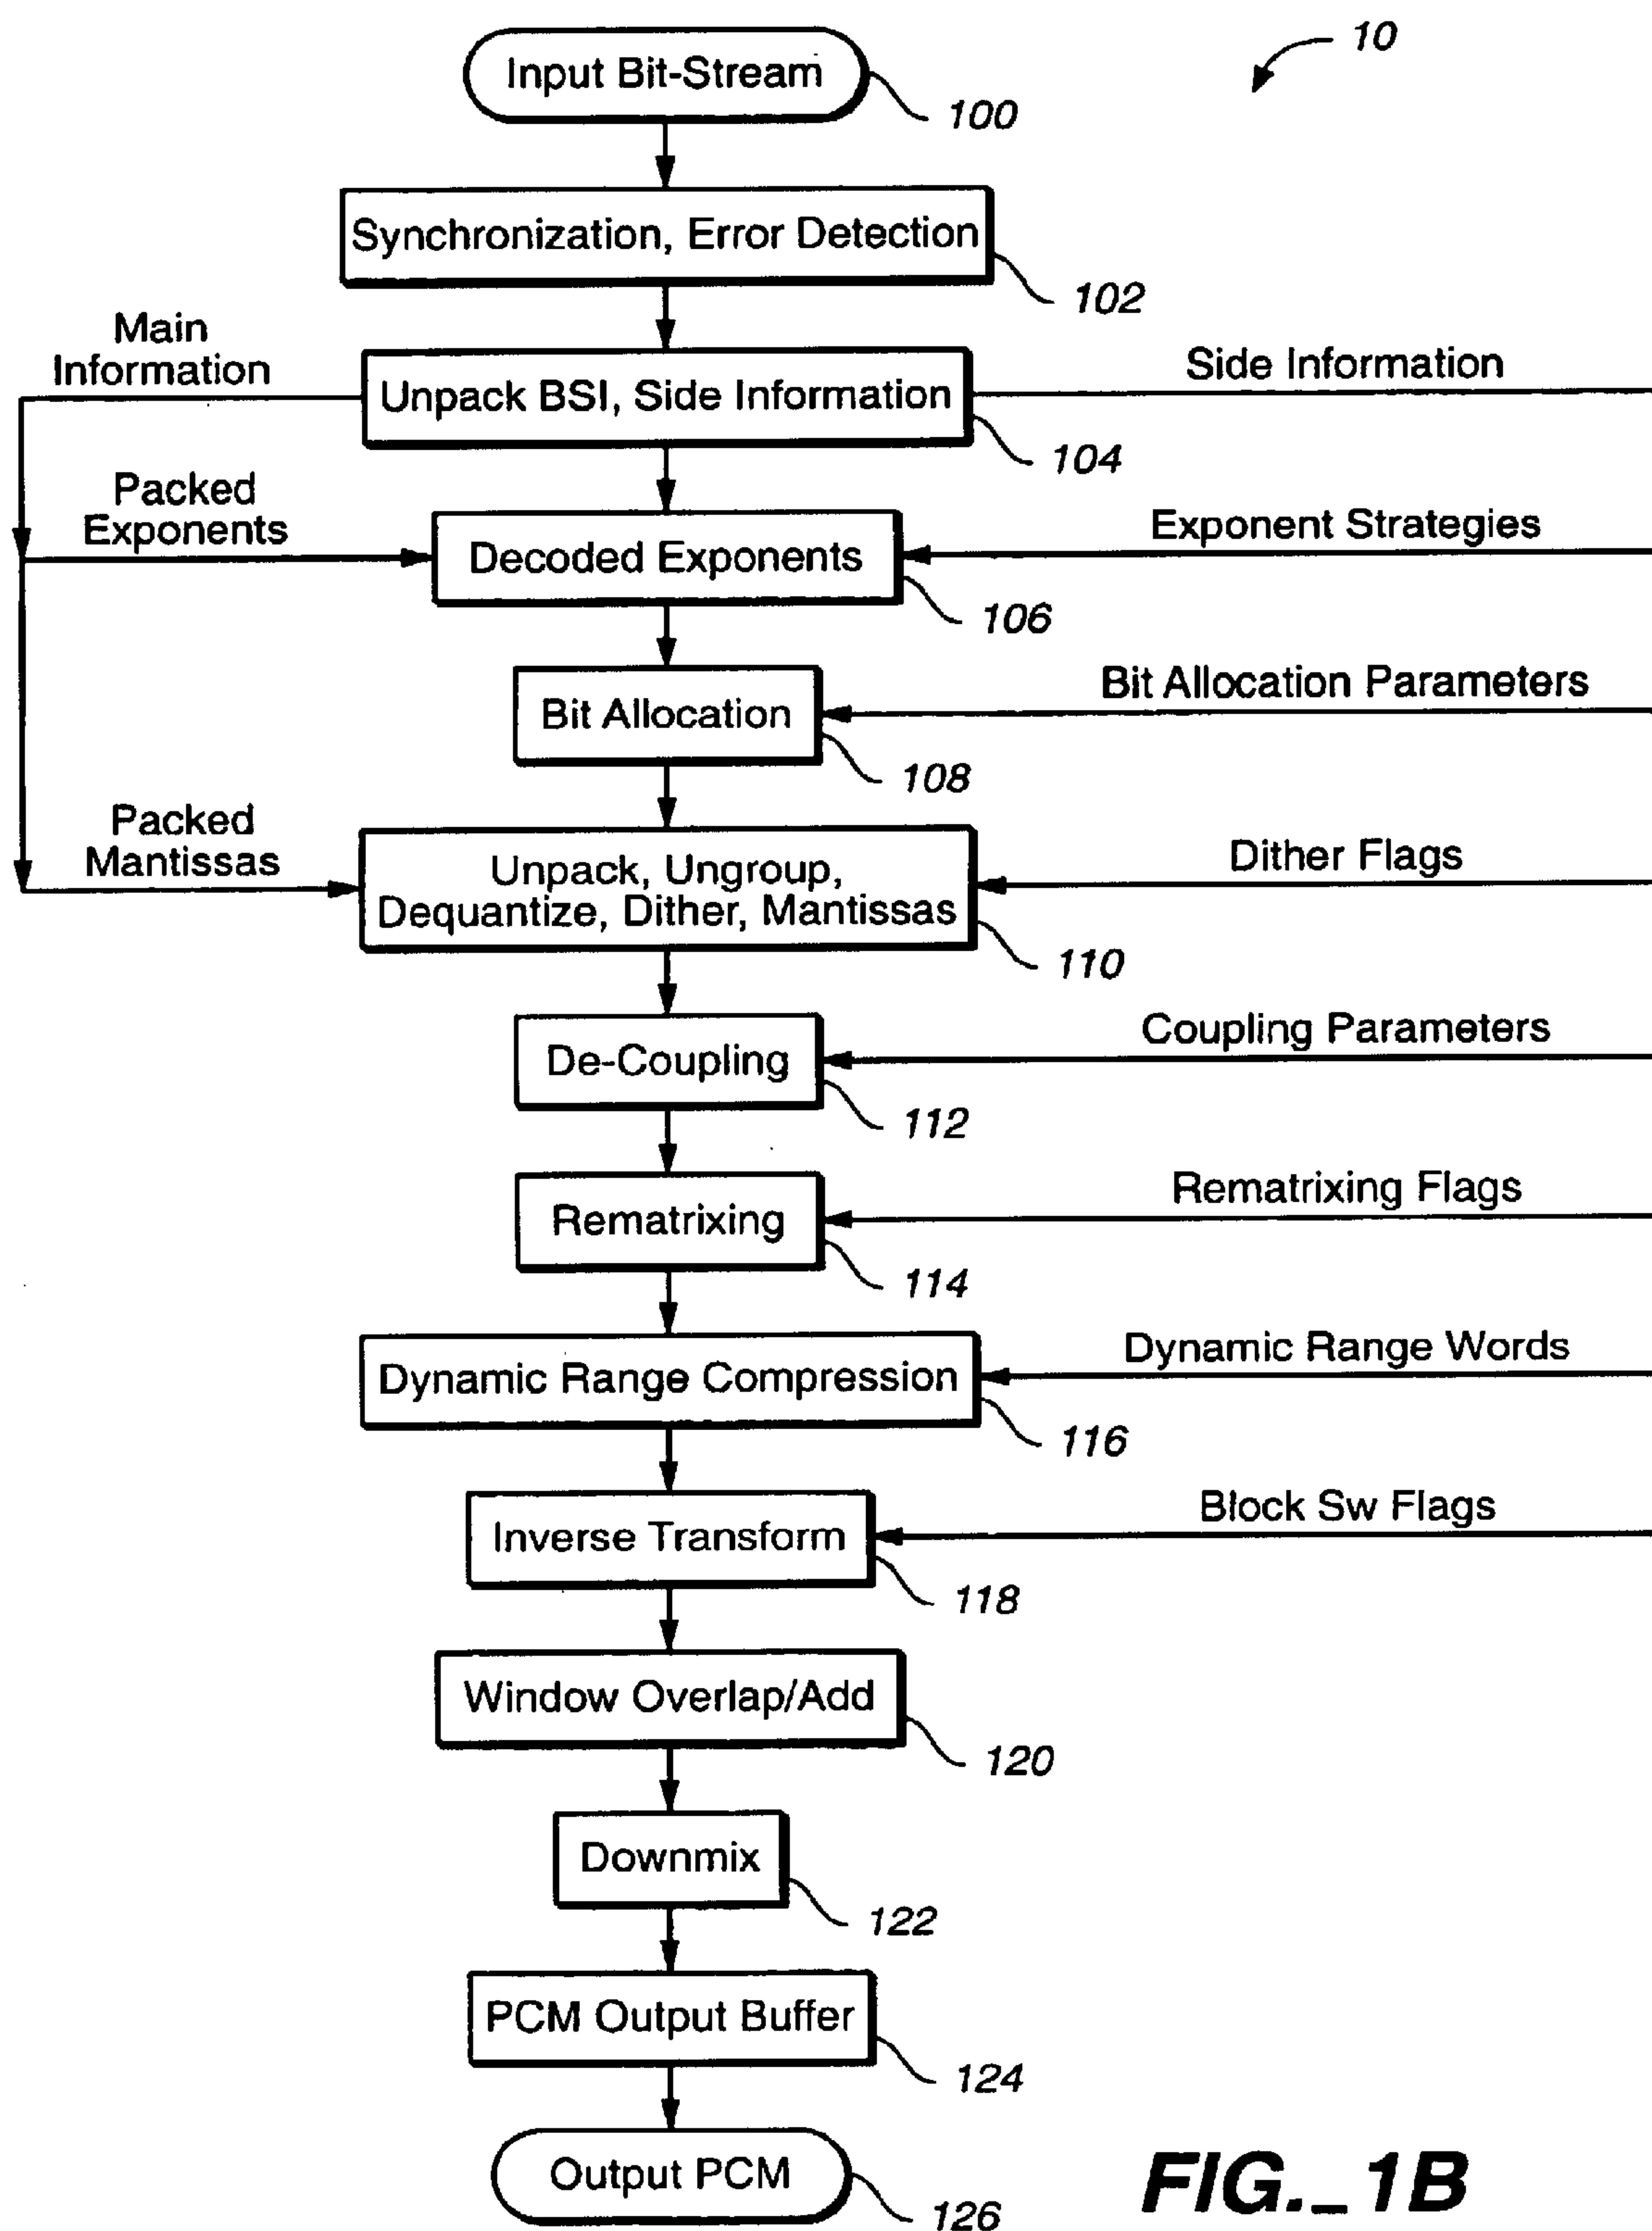 10
Input Bit-Stream
100
Synchronization, Error Detection
102
Main
Information
Unpack BSI, Side Information
Side Information
104
Packed
Exponents
Decoded Exponents
Exponent Strategies
106
Bit Allocation
Bit Allocation Parameters
108
Packed
Mantissas
Unpack, Ungroup,
Dequantize, Dither, Mantissas
Dither Flags
110
De-Coupling
Coupling Parameters
112
Rematrixing
Rematrixing Flags
114
Dynamic Range Compression
Dynamic Range Words
116
Inverse Transform
Block Sw Flags
118
Window Overlap/Add
120
Downmix
122
PCM Output Buffer
124
Output PCM
126
FIG._1B